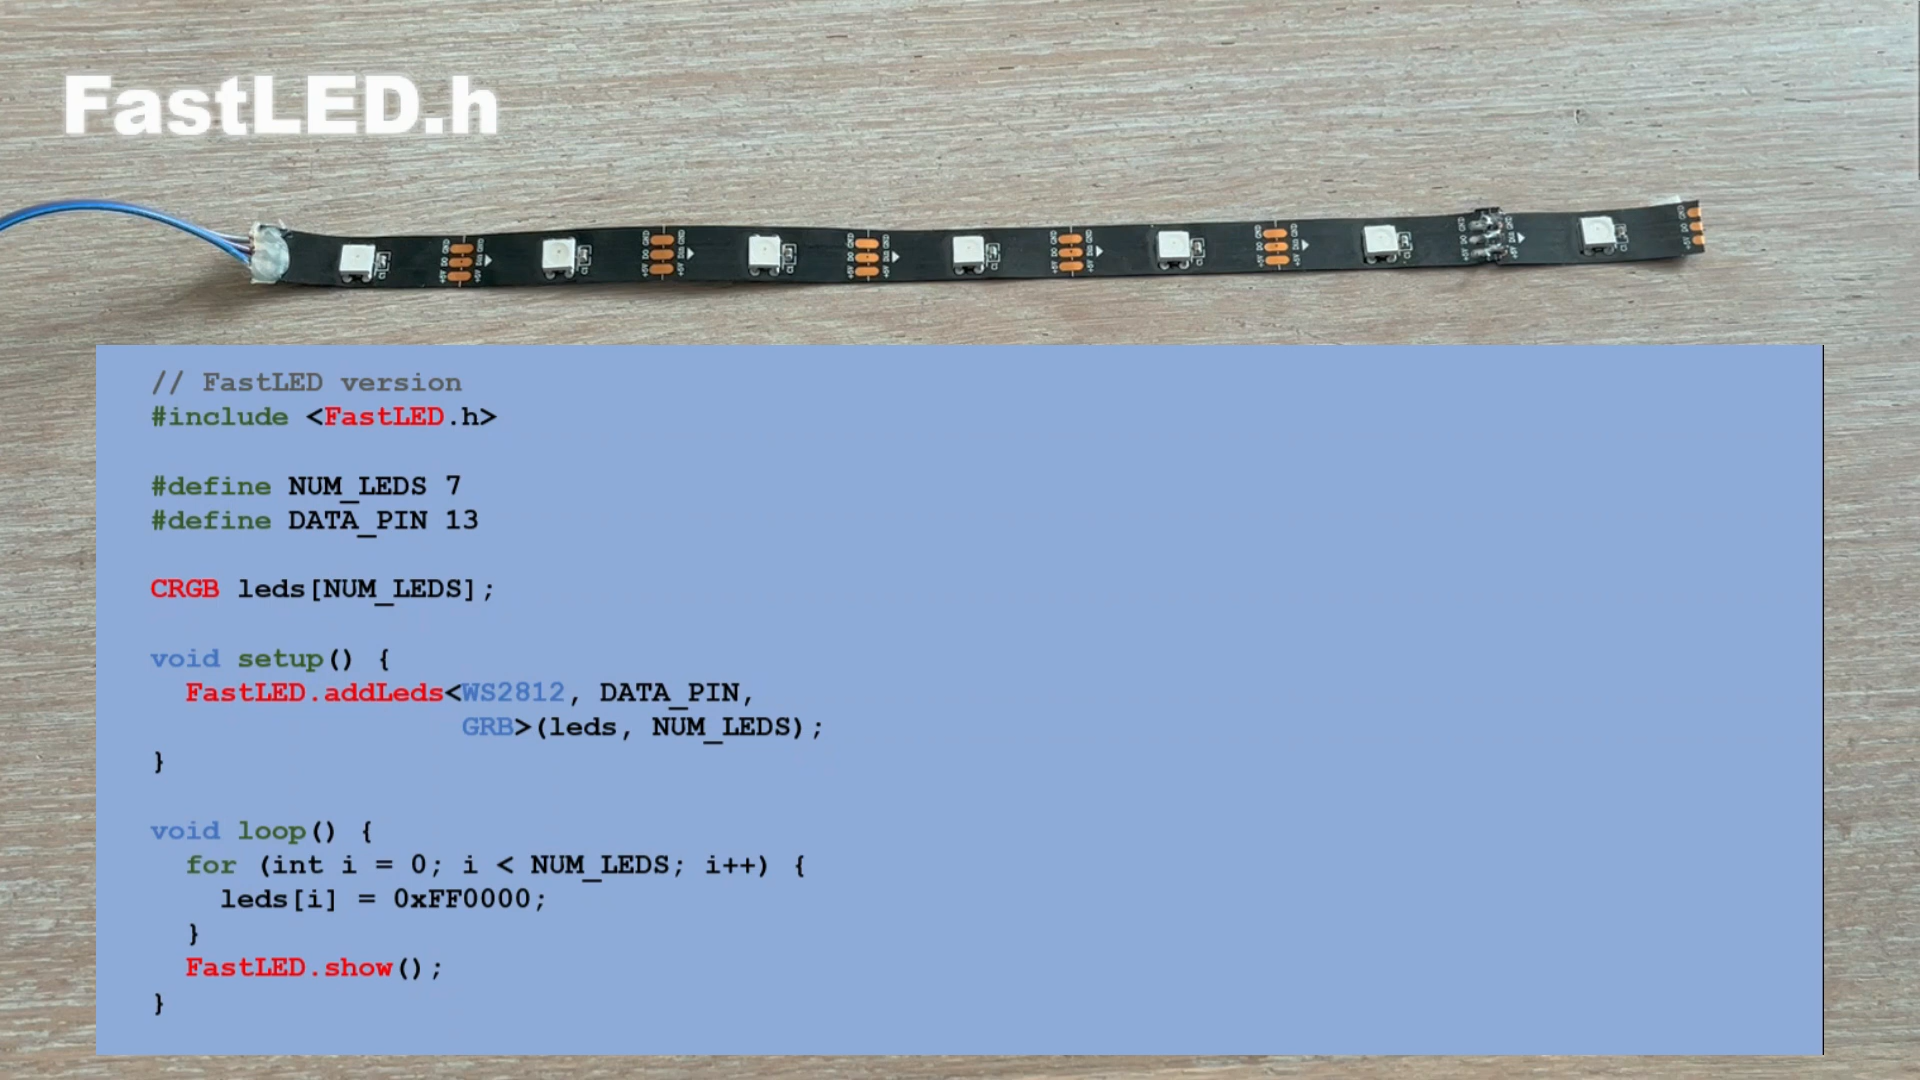 FastLED.h
// FastLED version
#include <FastLED.h>
#define NUM_LEDS 7
#define DATA_PIN 13
CRGB leds[NUM_LEDS];
void setup() {
FastLED.addLeds<WS2812, DATA_PIN,
GRB>(leds, NUM_LEDS);
}
void loop() {
for (int i = 0; i < NUM_LEDS; i++) {
leds[i] = 0xFF0000;
}
FastLED.show();
}